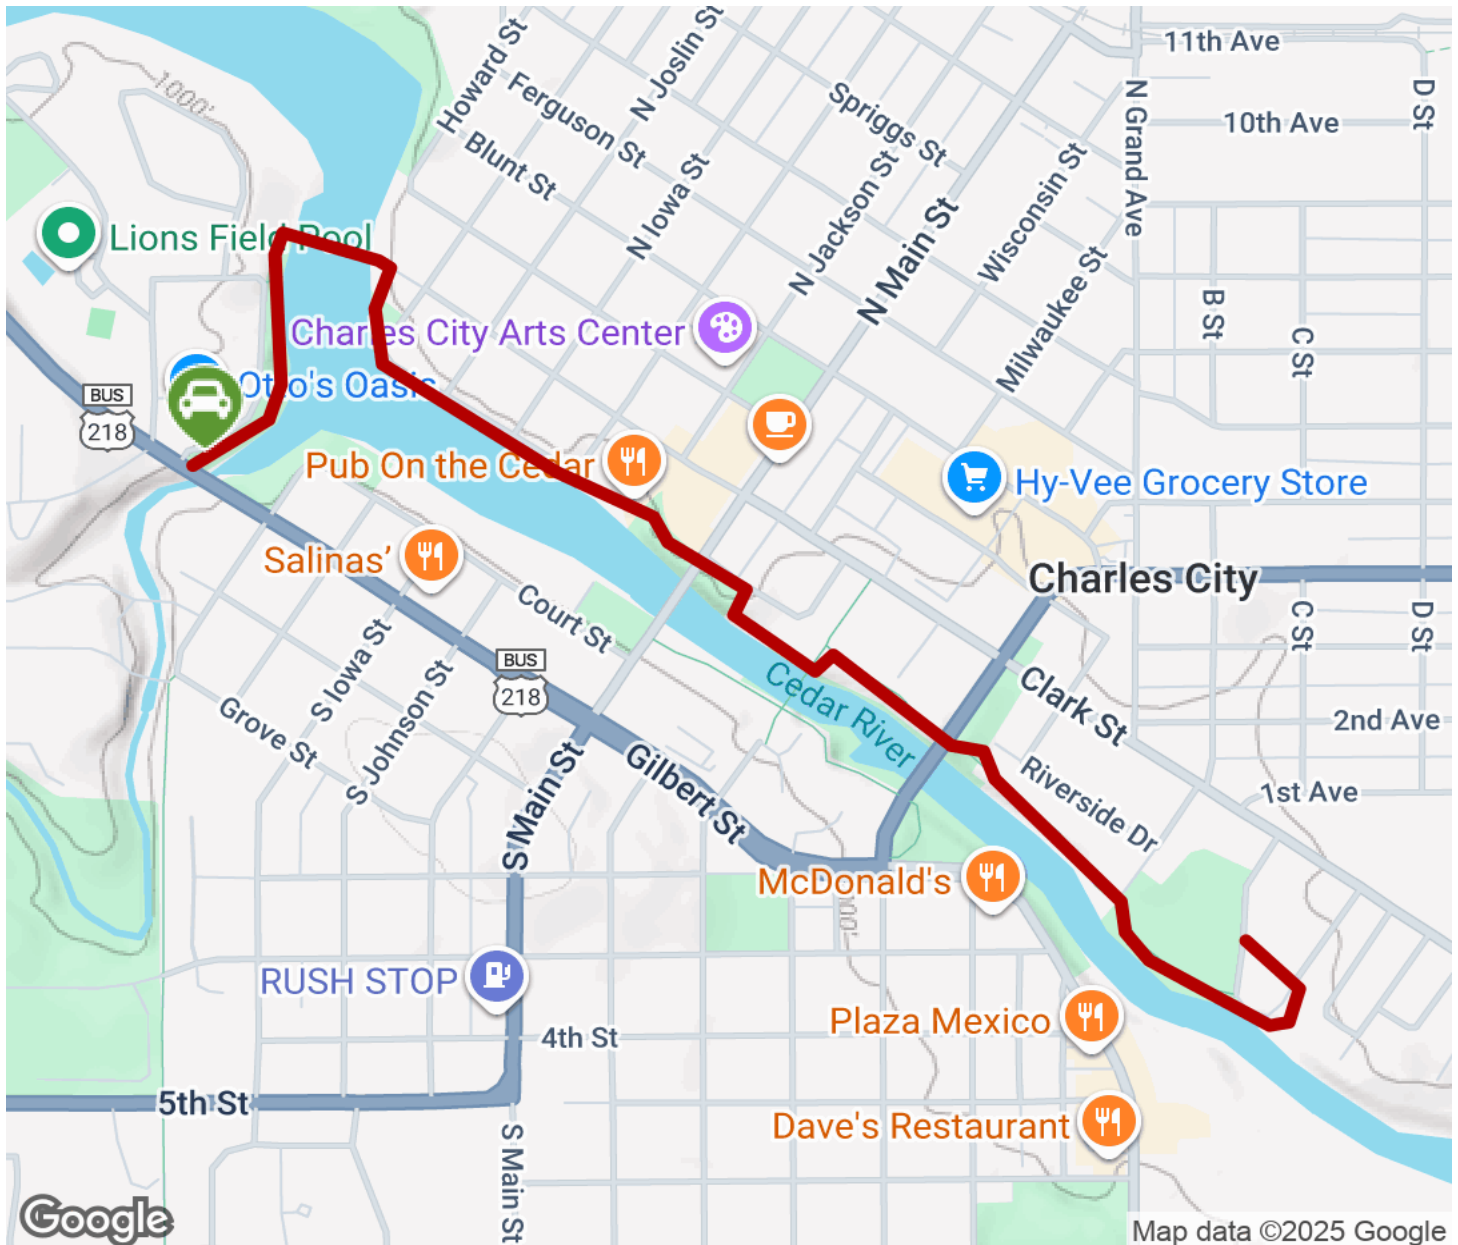 11th Ave
N Joslin St
Howard St
1000'
Ferguson St
Spriggs St
N Grand Ave
D St
10th Ave
Blunt St
N Iowa St
N Jackson St
Wisconsin St
Lions Field Pool
N Main St
Milwaukee St
B St
C St
Charles City Arts Center
Otto's Oasis
BUS
218
Pub On the Cedar
Hy-Vee Grocery Store
Salinas’
Charles City
Court St
C St
D St
S Iowa St
BUS
218
Cedar River
Clark St
2nd Ave
Grove St
S Johnson St
S Main St
Gilbert St
Riverside Dr
1st Ave
McDonald's
RUSH STOP
Plaza Mexico
4th St
5th St
Dave's Restaurant
S Main St
Google
Map data ©2025 Google